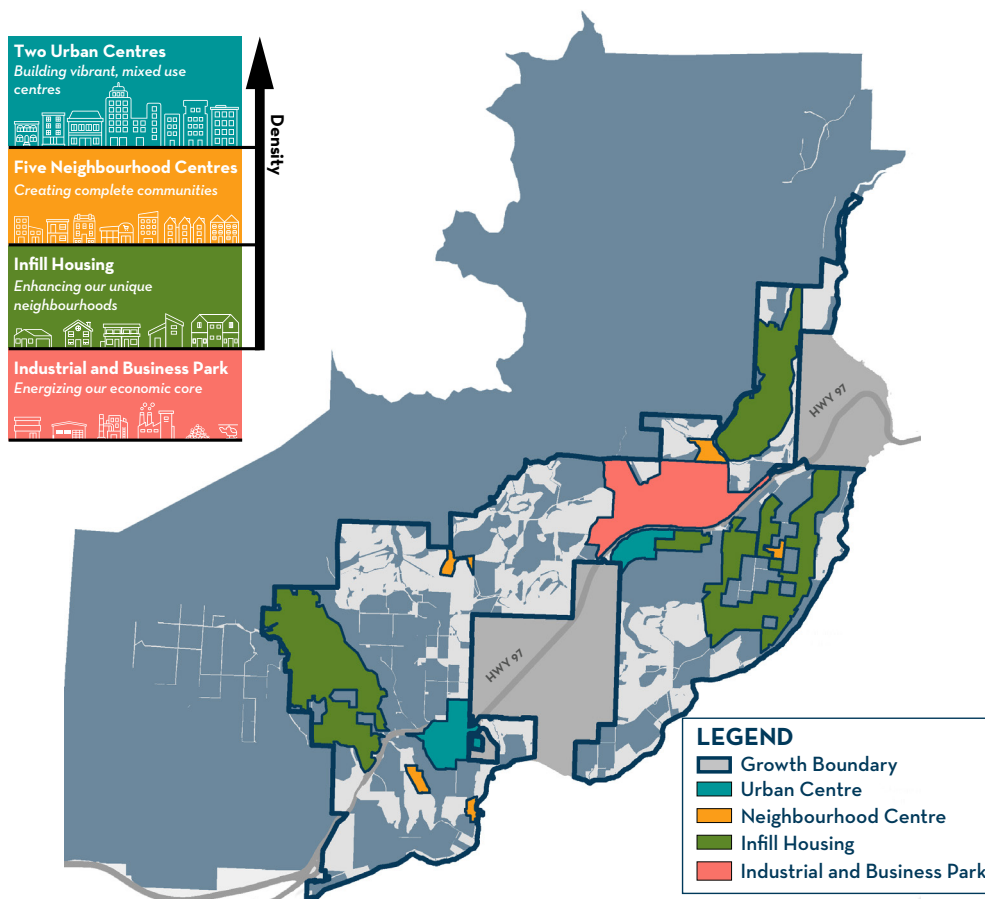 Two Urban Centres
Building vibrant, mixed use
centres
Density
Five Neighbourhood Centres
Creating complete communities
Infill Housing
Enhancing our unique
neighbourhoods
Industrial and Business Park
Energizing our economic core
HWY 97
HWY 97
LEGEND
Growth Boundary
Urban Centre
Neighbourhood Centre
Infill Housing
Industrial and Business Park